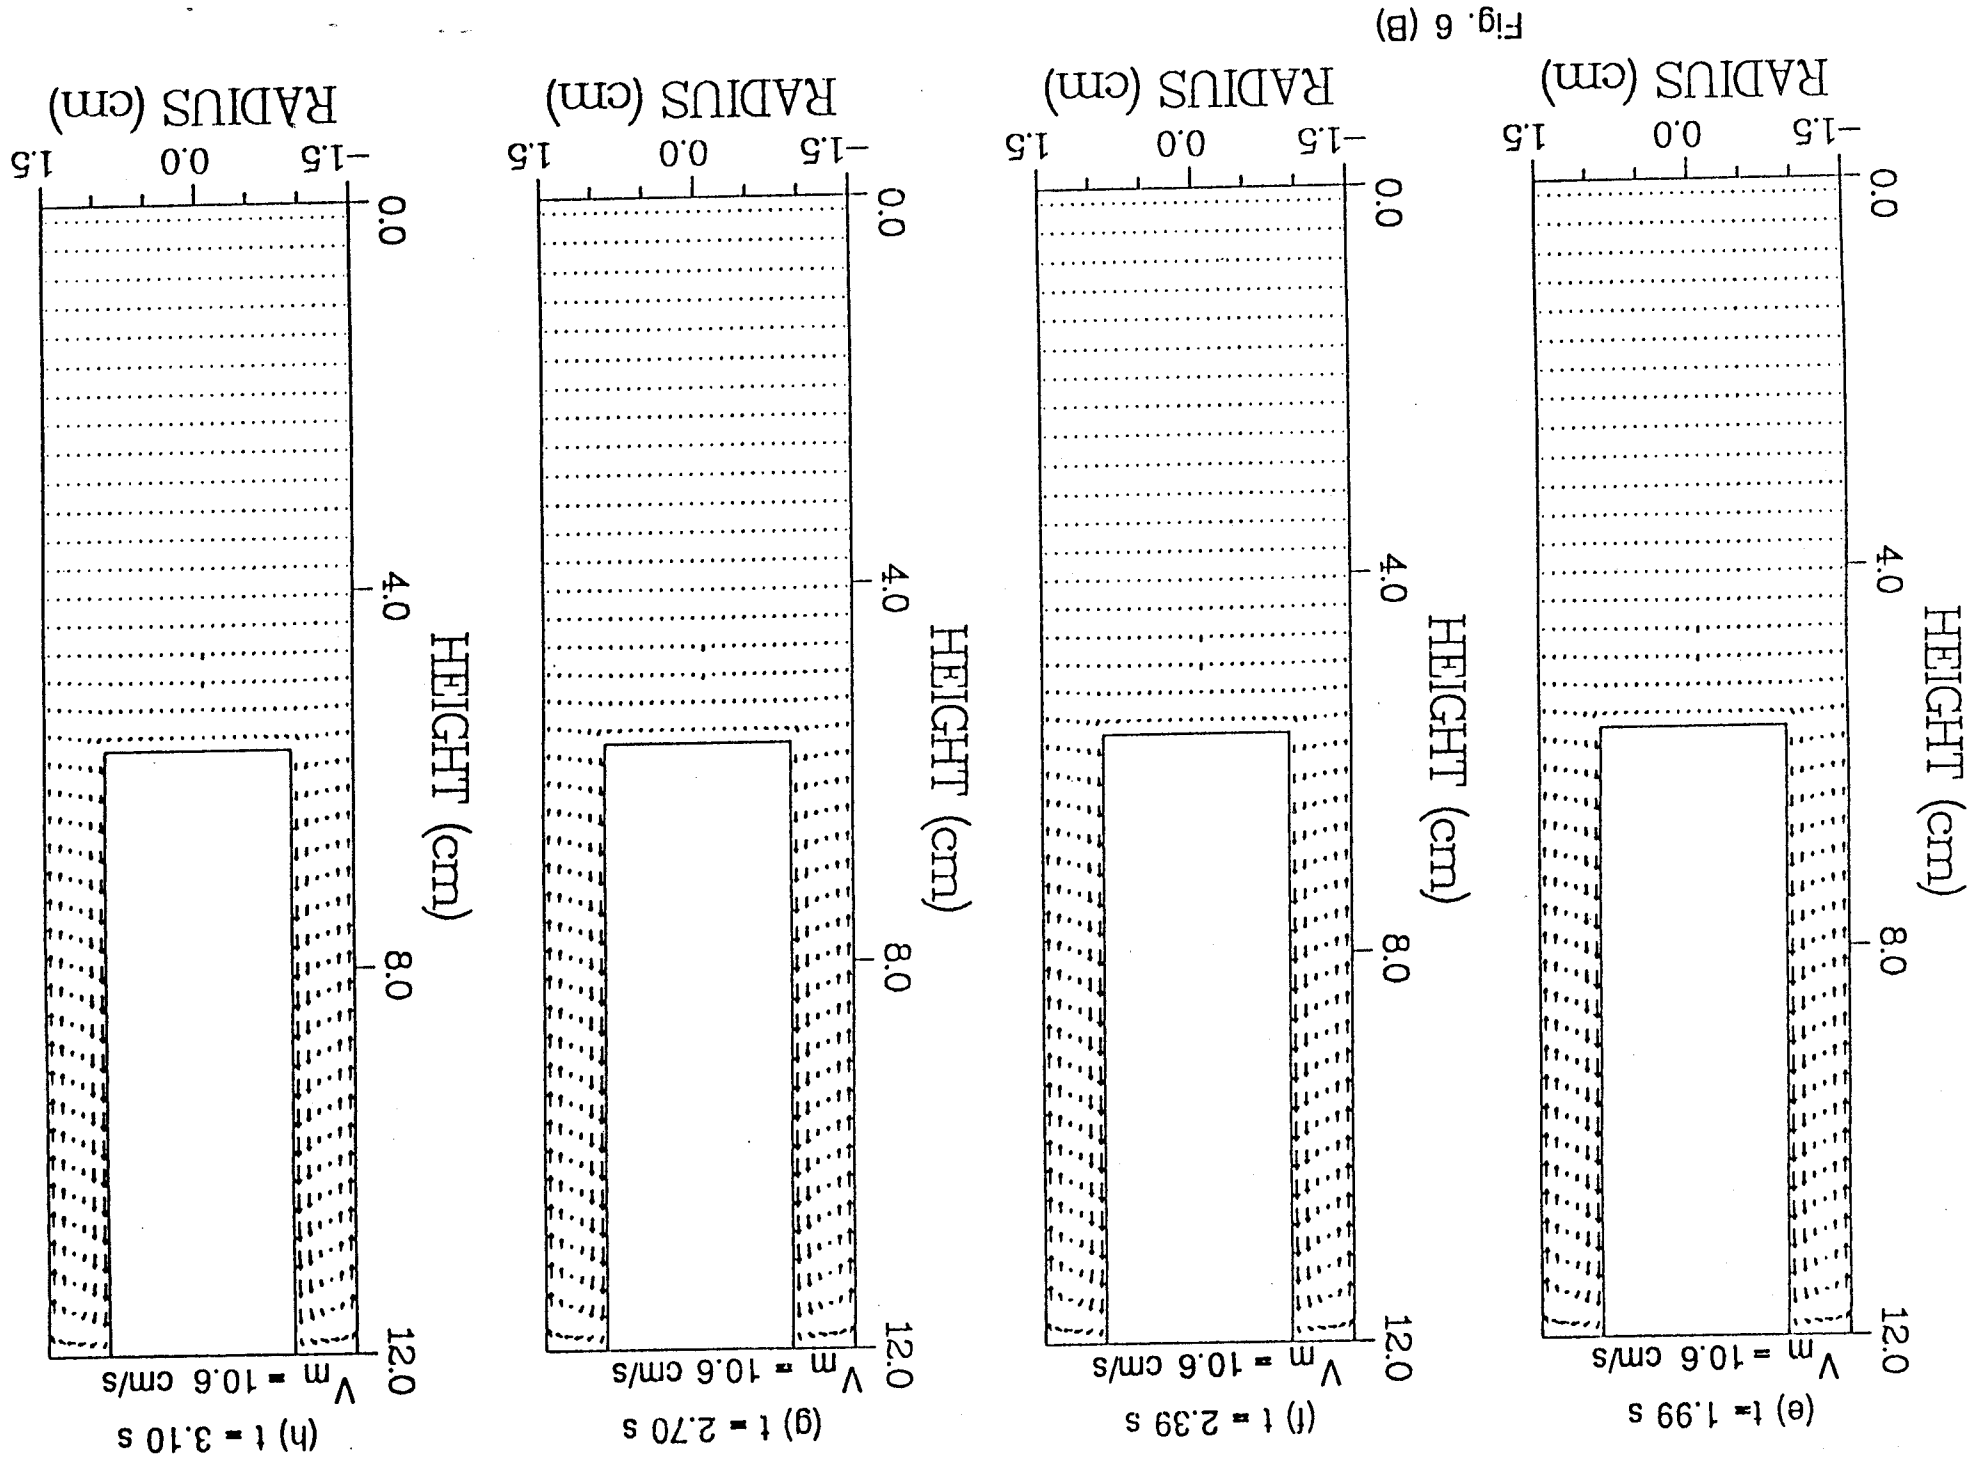 (e) t= 1.99 s
Vm = 10.6 cm/s
12.0
8.0
4.0
0.0
HEIGHT (cm)
-1.5 0.0 1.5
RADIUS (cm)
(f) t = 2.39 s
Vm = 10.6 cm/s
12.0
8.0
4.0
0.0
HEIGHT (cm)
-1.5 0.0 1.5
RADIUS (cm)
(g) t = 2.70 s
Vm = 10.6 cm/s
12.0
8.0
4.0
0.0
HEIGHT (cm)
-1.5 0.0 1.5
RADIUS (cm)
(h) t = 3.10 s
Vm = 10.6 cm/s
12.0
8.0
4.0
0.0
HEIGHT (cm)
-1.5 0.0 1.5
RADIUS (cm)
Fig. 6 (B)